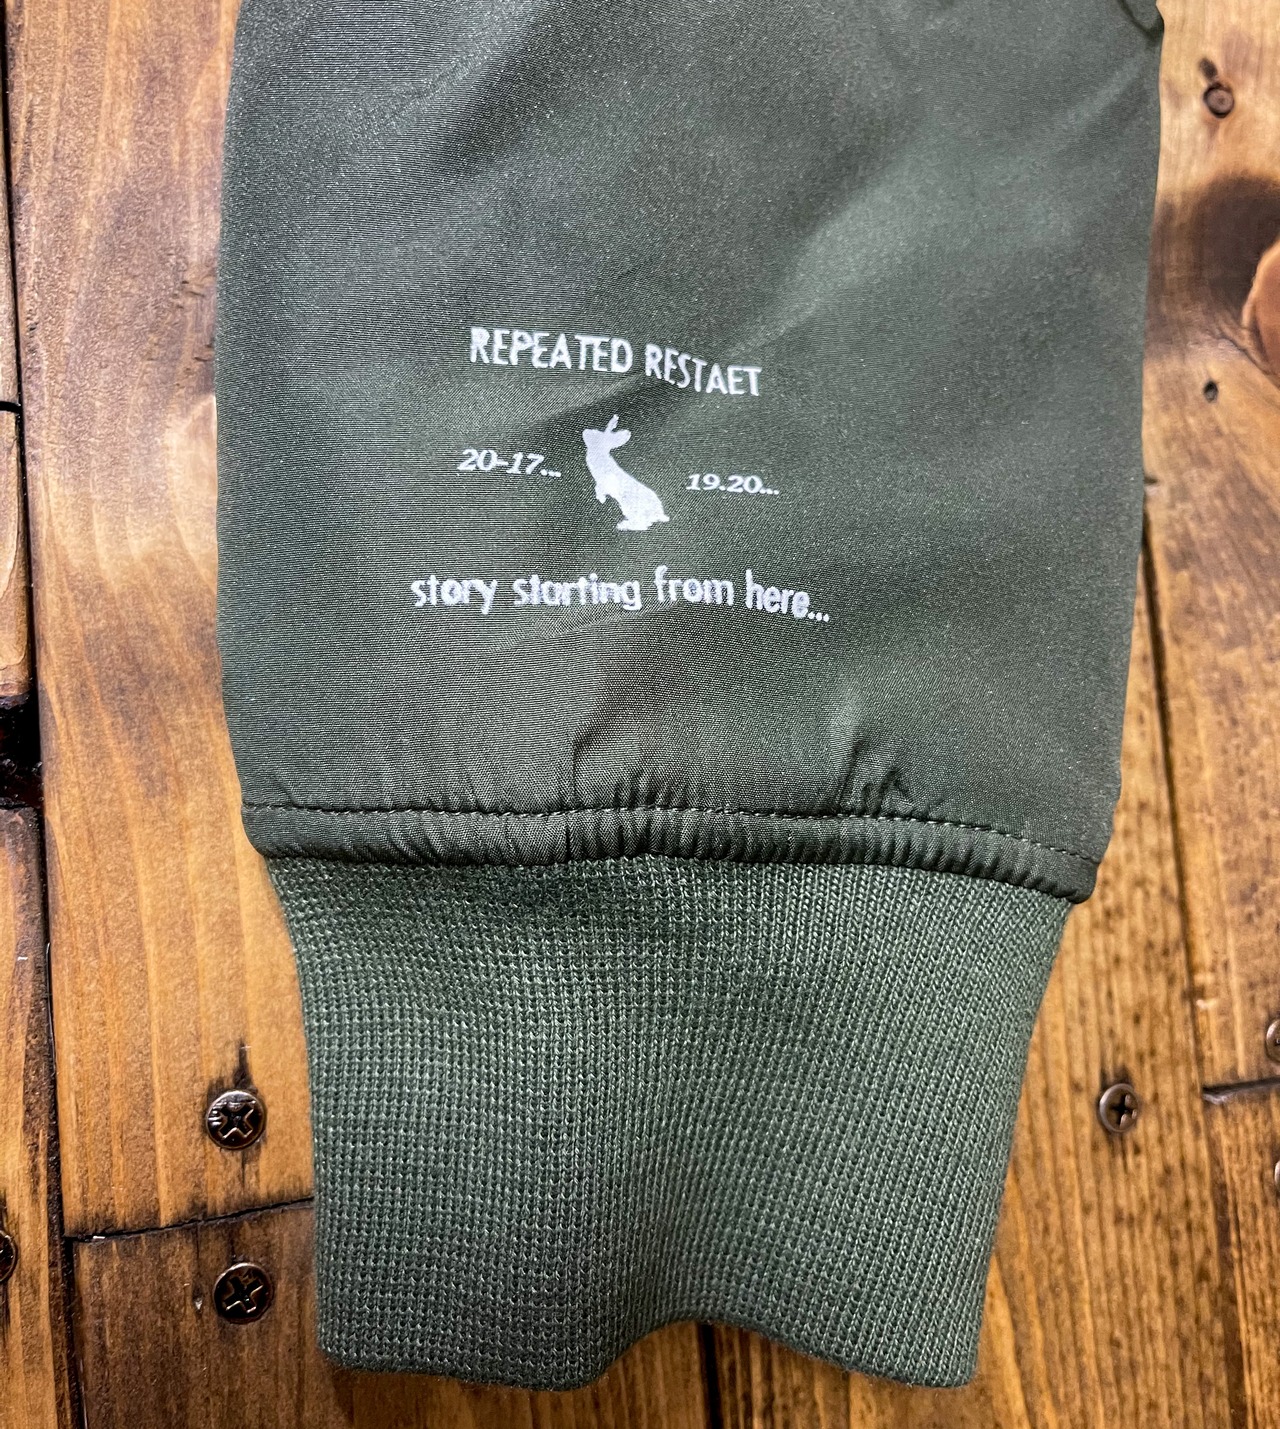 REPEATED RESTAET
20-17... 19.20...
story starting from here...